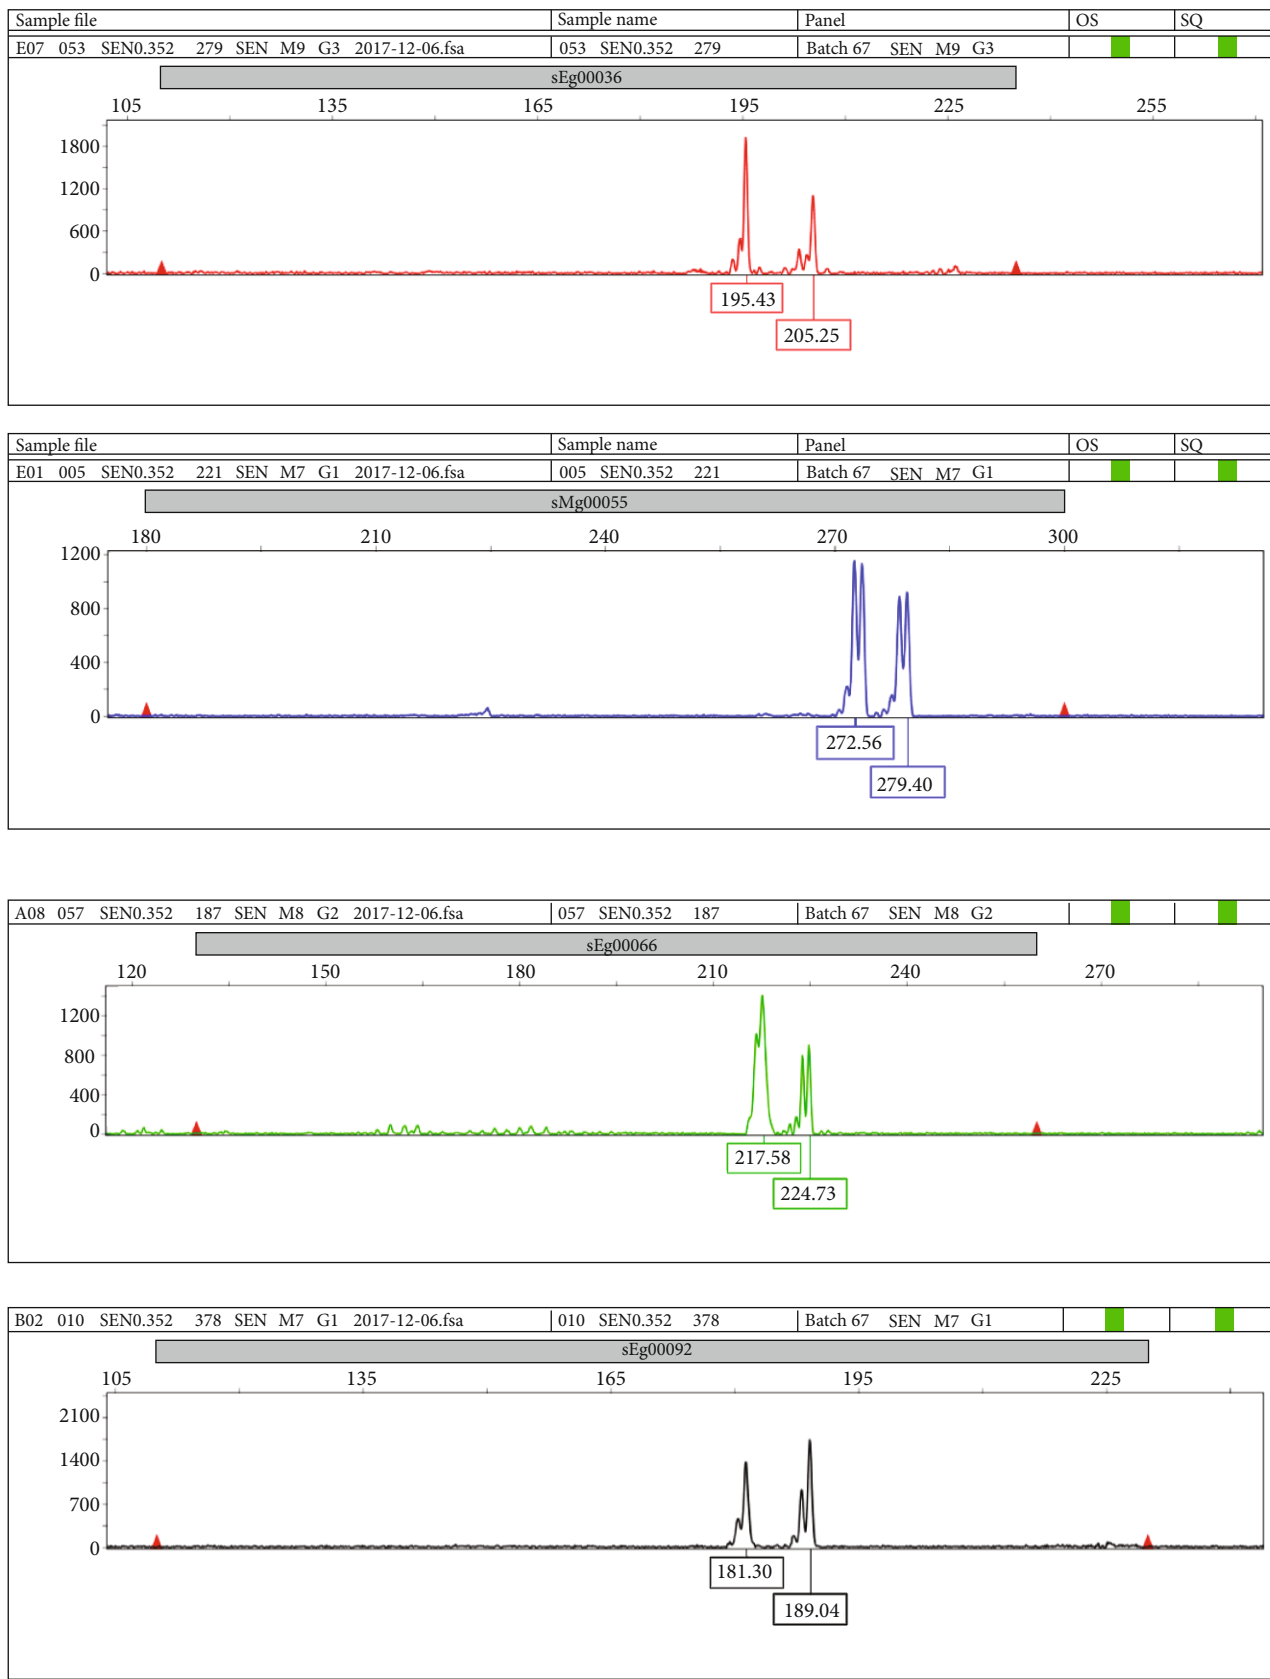 Sample file Sample name Panel OS SQ
E07 053 SEN0.352 279 SEN M9 G3 2017-12-06.fsa 053 SEN0.352 279 Batch 67 SEN M9 G3
sEg00036
105 135 165 195 225 255
1800
1200
600
0
195.43
205.25
Sample file Sample name Panel OS SQ
E01 005 SEN0.352 221 SEN M7 G1 2017-12-06.fsa 005 SEN0.352 221 Batch 67 SEN M7 G1
sMg00055
180 210 240 270 300
1200
800
400
0
272.56
279.40
A08 057 SEN0.352 187 SEN M8 G2 2017-12-06.fsa 057 SEN0.352 187 Batch 67 SEN M8 G2
sEg00066
120 150 180 210 240 270
1200
800
400
0
217.58
224.73
B02 010 SEN0.352 378 SEN M7 G1 2017-12-06.fsa 010 SEN0.352 378 Batch 67 SEN M7 G1
sEg00092
105 135 165 195 225
2100
1400
700
0
181.30
189.04